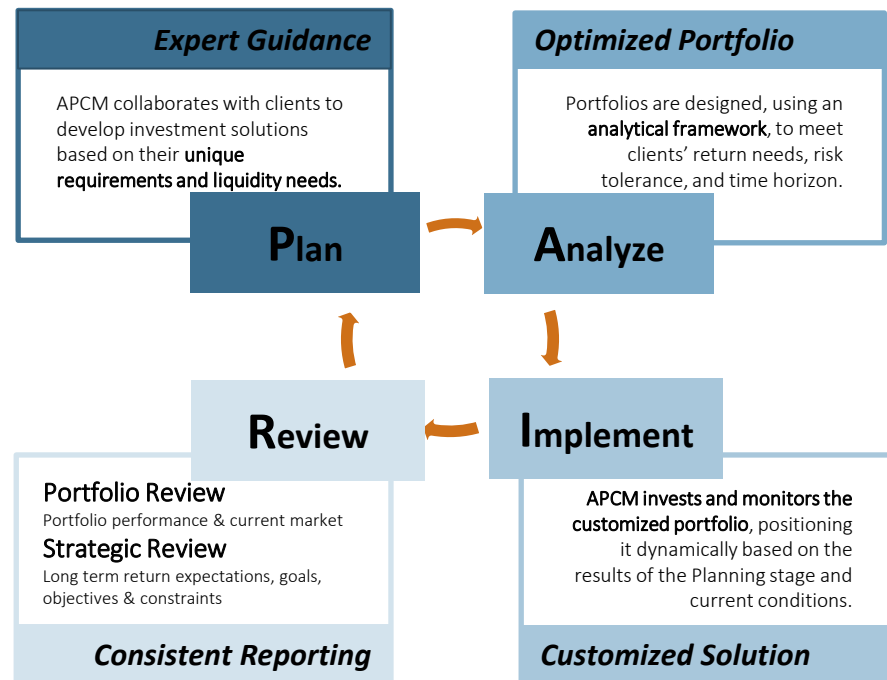 Expert Guidance
APCM collaborates with clients to
develop investment solutions
based on their unique
requirements and liquidity needs.
Plan
Optimized Portfolio
Portfolios are designed, using an
analytical framework, to meet
clients’ return needs, risk
tolerance, and time horizon.
Analyze
Review
Portfolio Review
Portfolio performance & current market
Strategic Review
Long term return expectations, goals,
objectives & constraints
Consistent Reporting
Implement
APCM invests and monitors the
customized portfolio, positioning
it dynamically based on the
results of the Planning stage and
current conditions.
Customized Solution